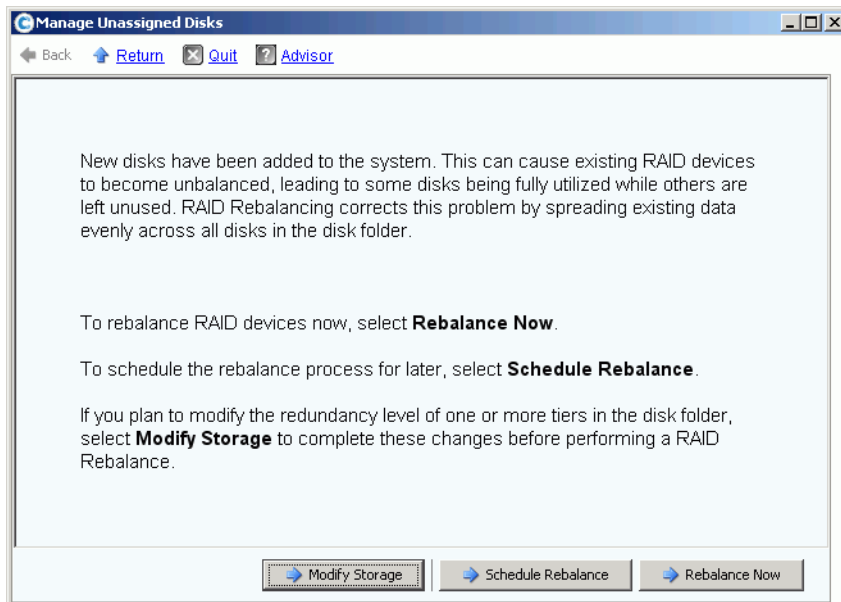 Manage Unassigned Disks
Back Return Quit Advisor
New disks have been added to the system. This can cause existing RAID devices
to become unbalanced, leading to some disks being fully utilized while others are
left unused. RAID Rebalancing corrects this problem by spreading existing data
evenly across all disks in the disk folder.
To rebalance RAID devices now, select Rebalance Now.
To schedule the rebalance process for later, select Schedule Rebalance.
If you plan to modify the redundancy level of one or more tiers in the disk folder,
select Modify Storage to complete these changes before performing a RAID
Rebalance.
Modify Storage Schedule Rebalance Rebalance Now